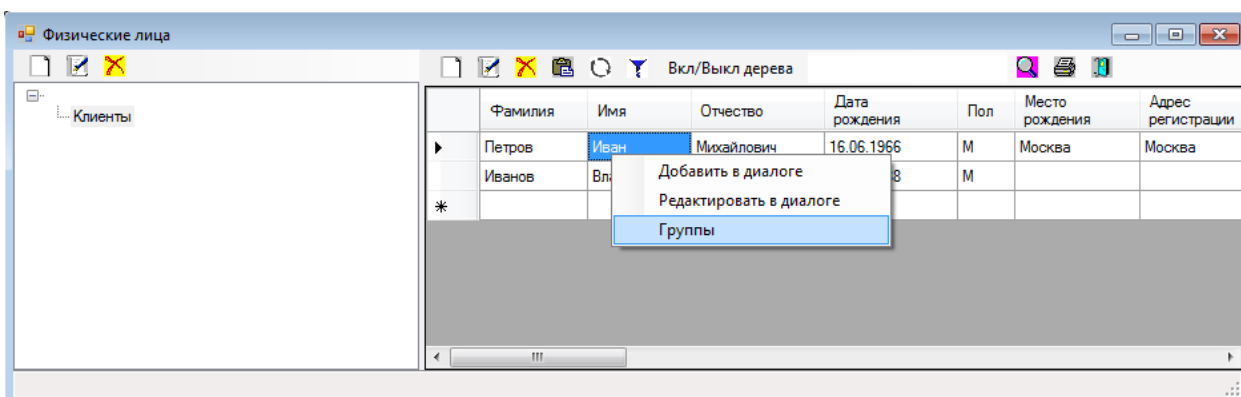 Физические лица
Вкл/Выкл дерева
Клиенты
Фамилия Имя Отчество Дата рождения Пол Место рождения Адрес регистрации
Петров Иван Михайлович 16.06.1966 М Москва Москва
Иванов М
Добавить в диалоге
Редактировать в диалоге
Группы